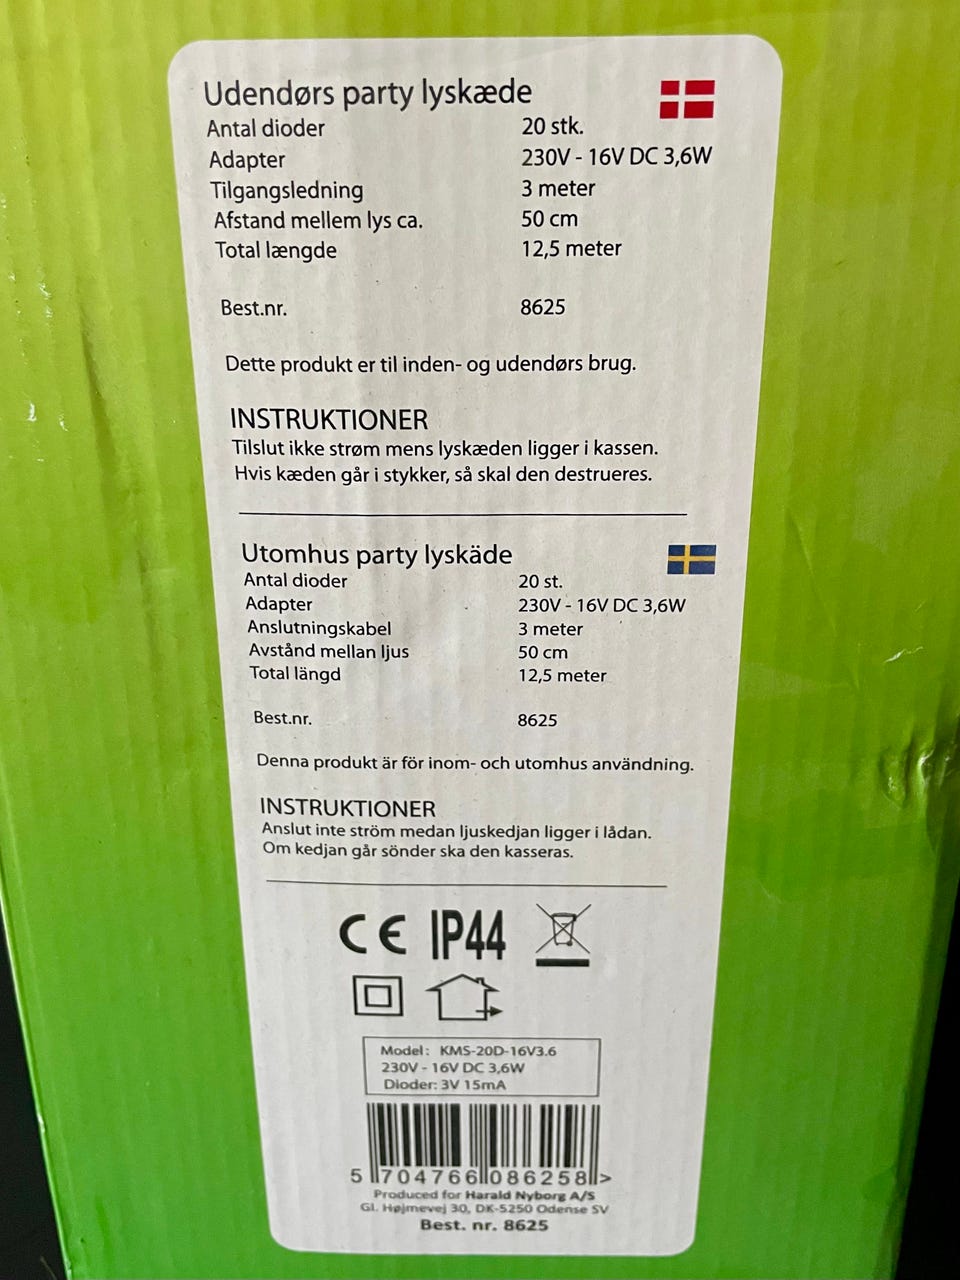 Udendørs party lyskæde
Antal dioder 20 stk.
Adapter 230V - 16V DC 3,6W
Tilgangsledning 3 meter
Afstand mellem lys ca. 50 cm
Total længde 12,5 meter
Best.nr. 8625
Dette produkt er til inden- og udendørs brug.
INSTRUKTIONER
Tilslut ikke strøm mens lyskæden ligger i kassen.
Hvis kæden går i stykker, så skal den destrueres.
Utomhus party lyskäde
Antal dioder 20 st.
Adapter 230V - 16V DC 3,6W
Anslutningskabel 3 meter
Avstånd mellan ljus 50 cm
Total längd 12,5 meter
Best.nr. 8625
Denna produkt är för inom- och utomhus användning.
INSTRUKTIONER
Anslut inte ström medan ljuskedjan ligger i lådan.
Om kedjan går sönder ska den kasseras.
CE IP44
Model: KMS-20D-16V3.6
230V - 16V DC 3,6W
Dioder: 3V 15mA
5 704766 086258 >
Produced for Harald Nyborg A/S
Gl. Højmevej 30, DK-5250 Odense SV
Best. nr. 8625